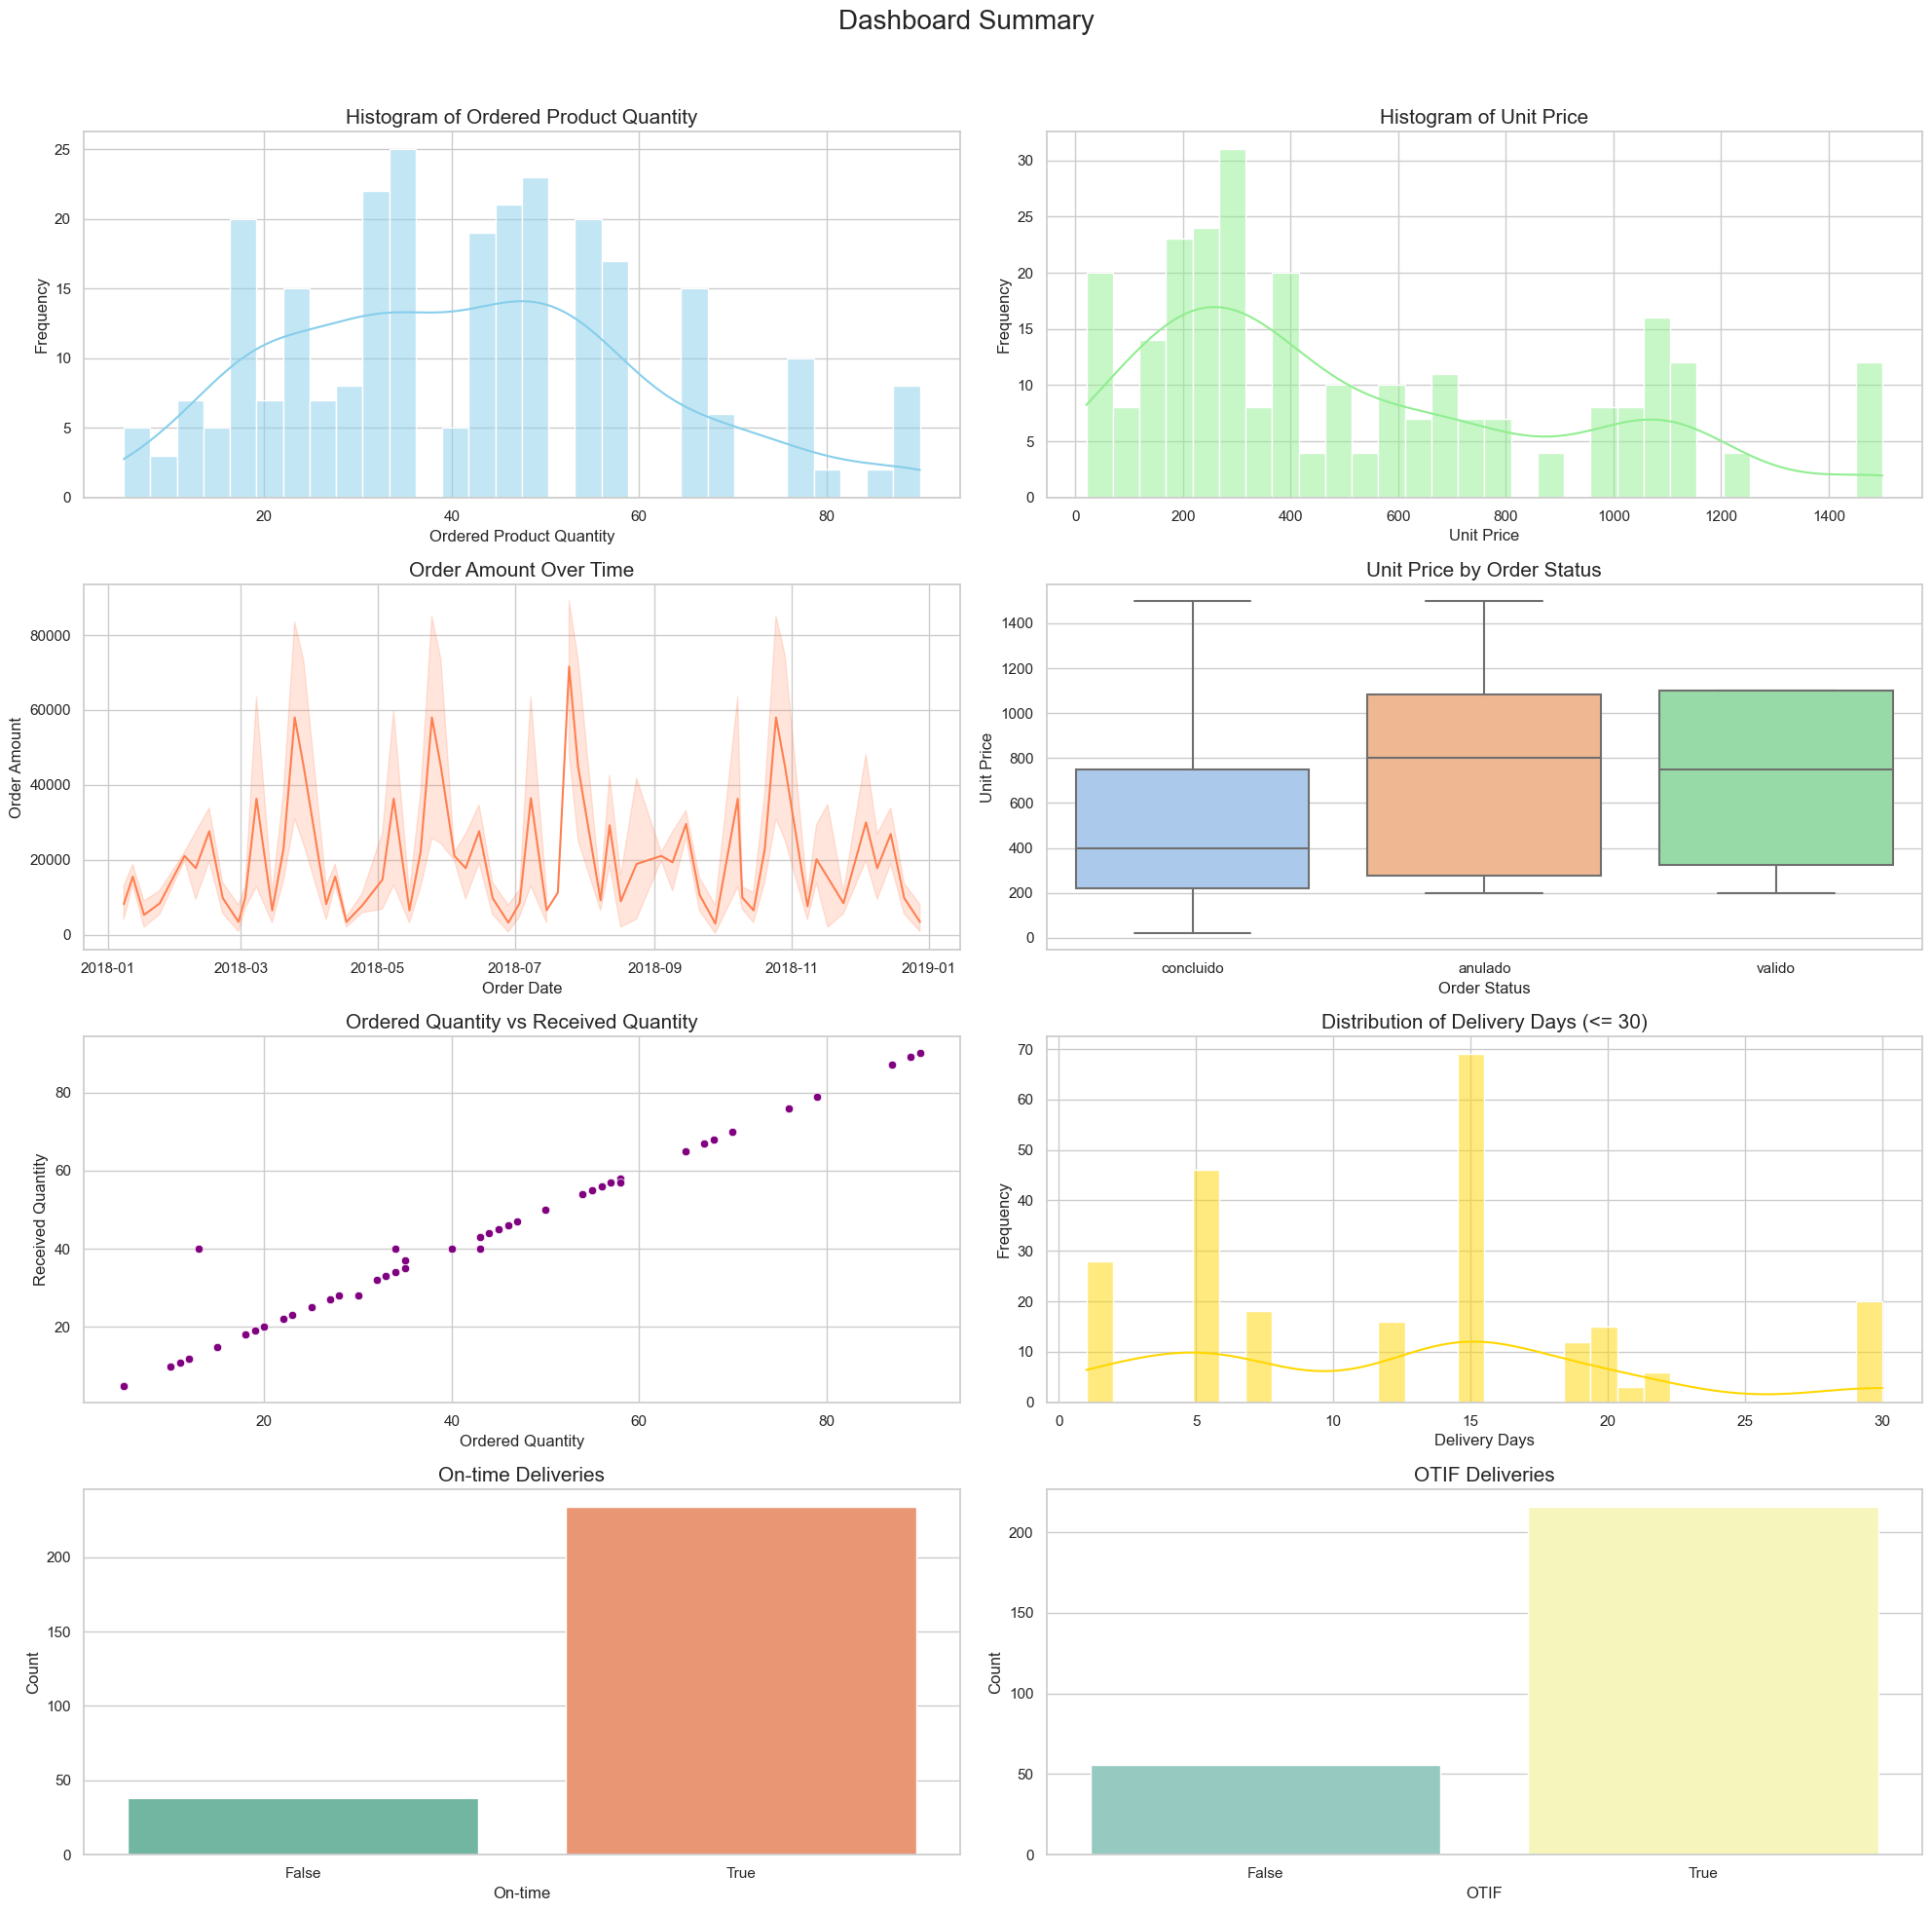 Dashboard Summary
Histogram of Ordered Product Quantity
Frequency
25
20
15
10
5
0
20 40 60 80
Ordered Product Quantity
Histogram of Unit Price
Frequency
30
25
20
15
10
5
0
0 200 400 600 800 1000 1200 1400
Unit Price
Order Amount Over Time
Order Amount
80000
60000
40000
20000
0
2018-01 2018-03 2018-05 2018-07 2018-09 2018-11 2019-01
Order Date
Unit Price by Order Status
Unit Price
1400
1200
1000
800
600
400
200
0
concluido anulado valido
Order Status
Ordered Quantity vs Received Quantity
Received Quantity
80
60
40
20
20 40 60 80
Ordered Quantity
Distribution of Delivery Days (<= 30)
Frequency
70
60
50
40
30
20
10
0
0 5 10 15 20 25 30
Delivery Days
On-time Deliveries
Count
200
150
100
50
0
False True
On-time
OTIF Deliveries
Count
200
150
100
50
0
False True
OTIF